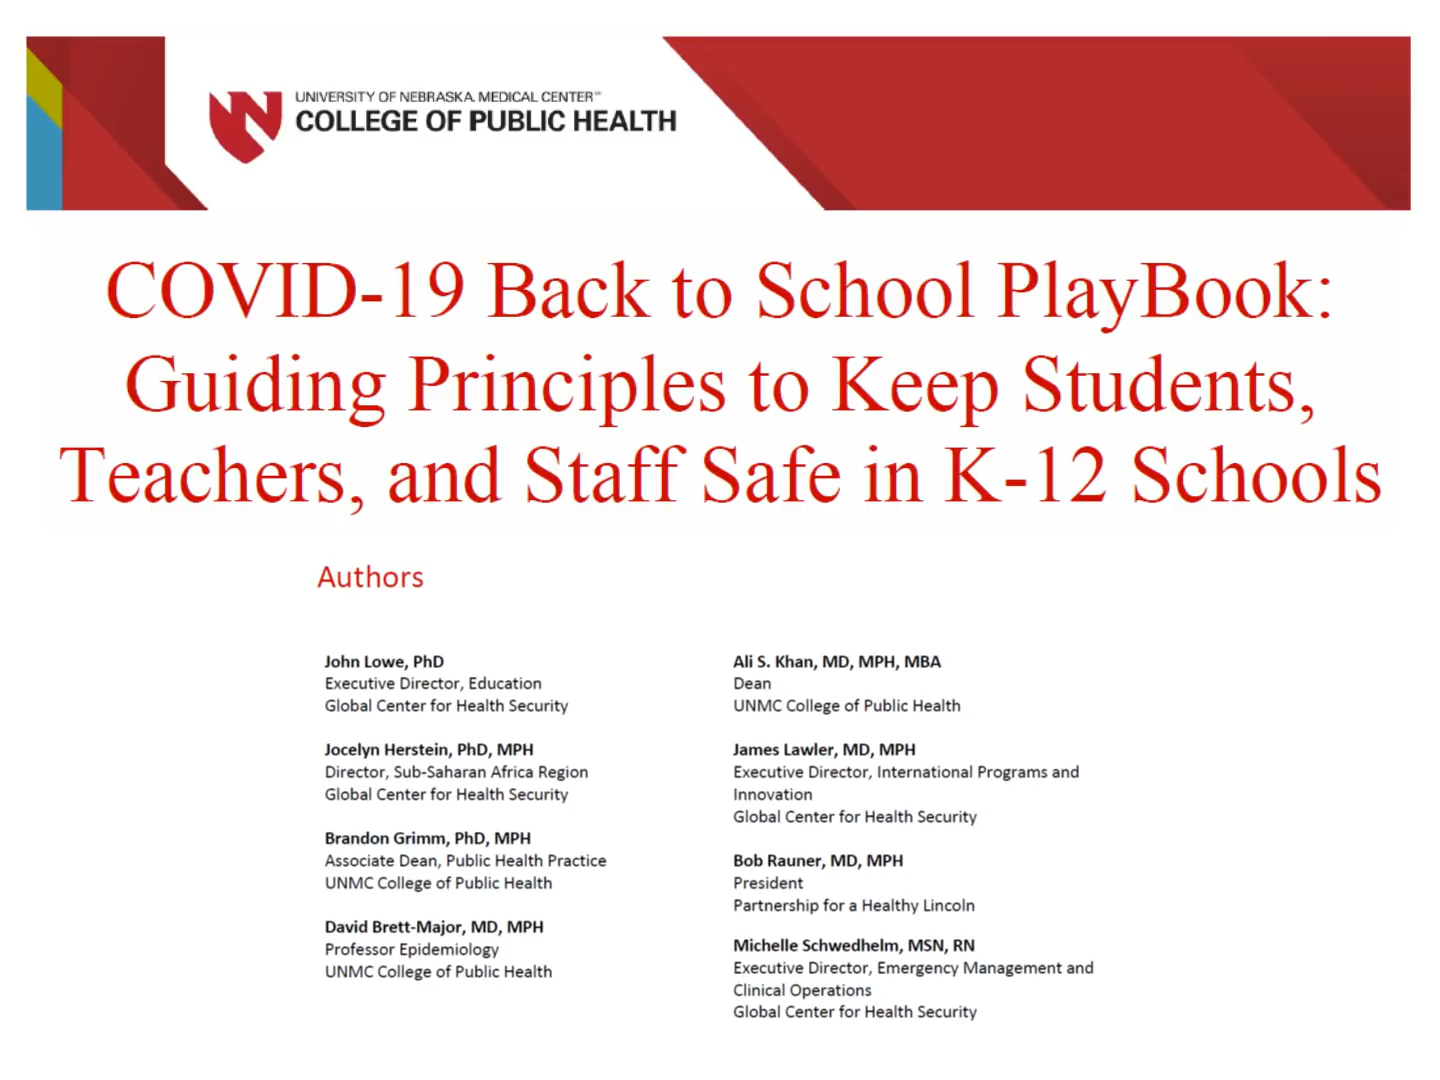 UNIVERSITY OF NEBRASKA MEDICAL CENTER™
COLLEGE OF PUBLIC HEALTH
COVID-19 Back to School PlayBook:
Guiding Principles to Keep Students,
Teachers, and Staff Safe in K-12 Schools
Authors
John Lowe, PhD
Executive Director, Education
Global Center for Health Security
Jocelyn Herstein, PhD, MPH
Director, Sub-Saharan Africa Region
Global Center for Health Security
Brandon Grimm, PhD, MPH
Associate Dean, Public Health Practice
UNMC College of Public Health
David Brett-Major, MD, MPH
Professor Epidemiology
UNMC College of Public Health
Ali S. Khan, MD, MPH, MBA
Dean
UNMC College of Public Health
James Lawler, MD, MPH
Executive Director, International Programs and
Innovation
Global Center for Health Security
Bob Rauner, MD, MPH
President
Partnership for a Healthy Lincoln
Michelle Schwedhelm, MSN, RN
Executive Director, Emergency Management and
Clinical Operations
Global Center for Health Security